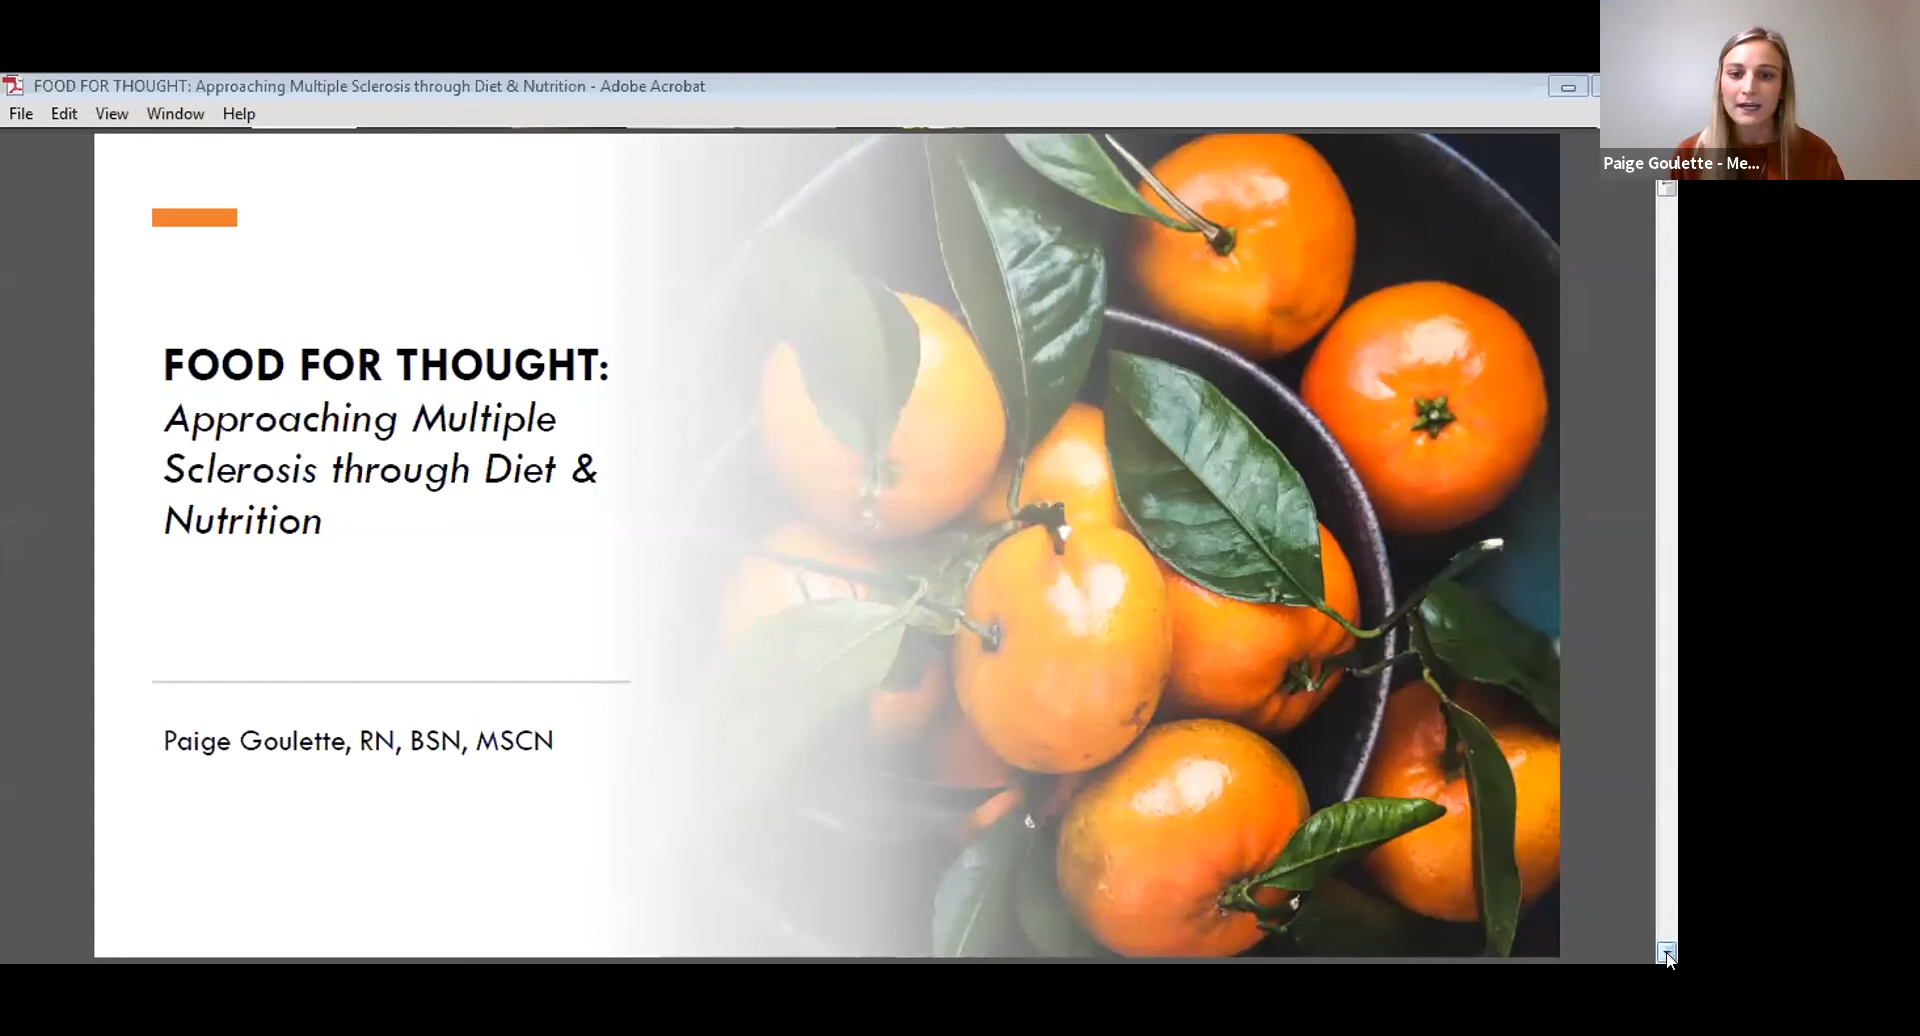 FOOD FOR THOUGHT: Approaching Multiple Sclerosis through Diet & Nutrition - Adobe Acrobat
File Edit View Window Help
Paige Goulette - Me...
FOOD FOR THOUGHT:
Approaching Multiple
Sclerosis through Diet &
Nutrition
Paige Goulette, RN, BSN, MSCN